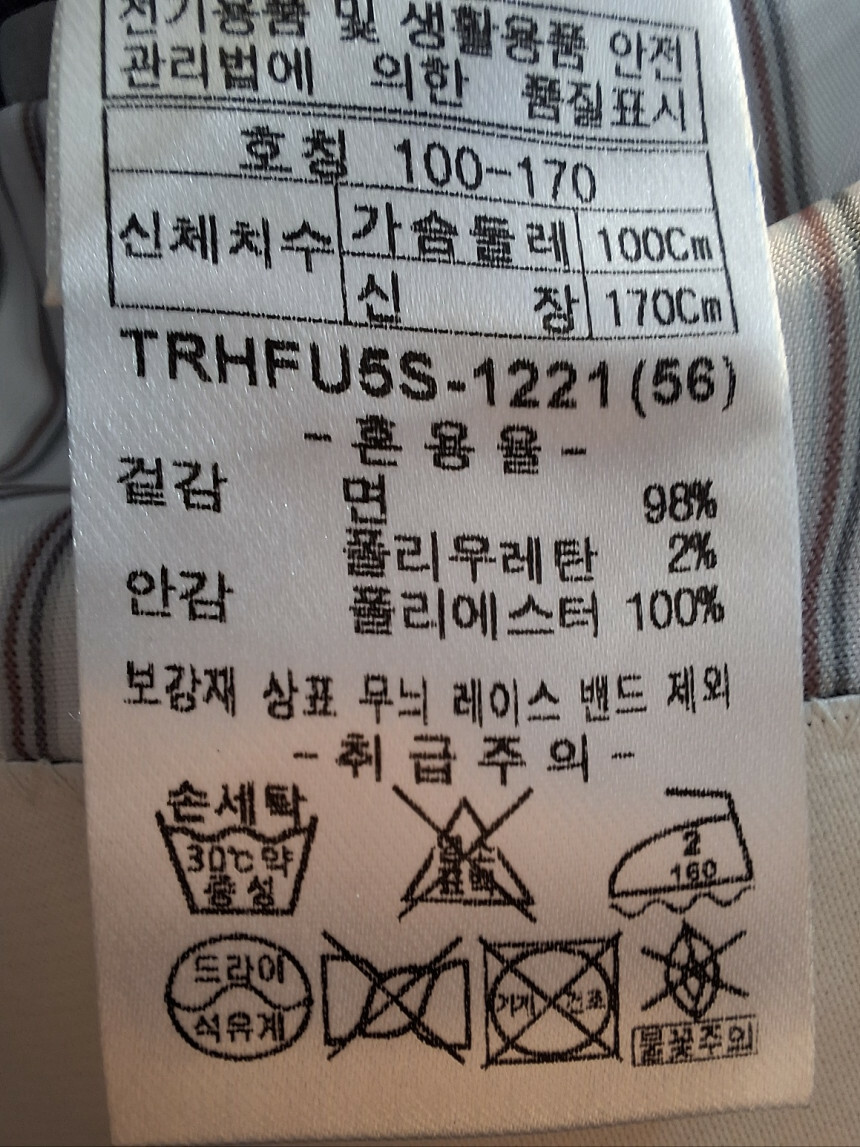 전기용품 및 생활용품 안전
관리법에 의한 품질표시
호칭 100-170
신체치수 가슴둘레 100Cm
신장 170Cm
TRHFU5S-1221(56)
- 혼용율 -
겉감 면 98%
폴리우레탄 2%
안감 폴리에스터 100%
보강재 상표 무늬 레이스 밴드 제외
- 취급주의 -
손세탁
30℃약
중성
염소
표백
2
160
드라이
석유계
기계 건조
불꽃주의